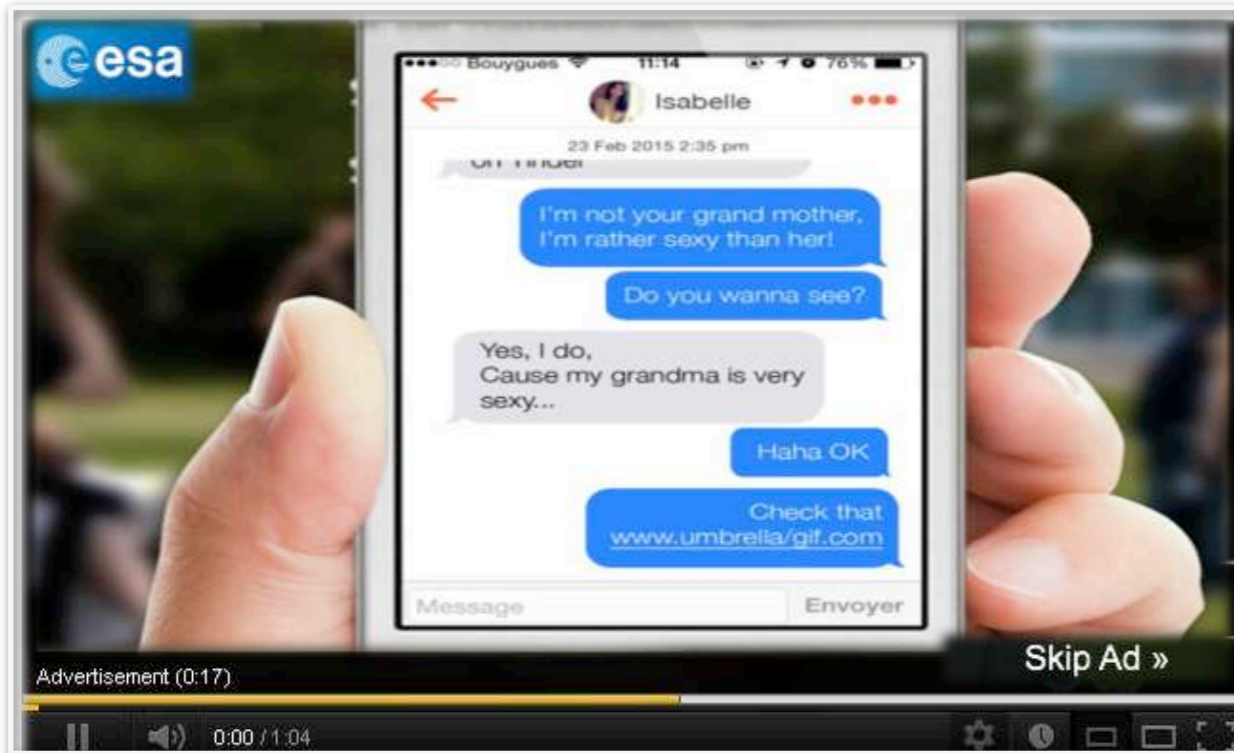 esa
Bouygues 11:14 76%
Isabelle
23 Feb 2015 2:35 pm
on Tinder
I'm not your grand mother,
I'm rather sexy than her!
Do you wanna see?
Yes, I do,
Cause my grandma is very
sexy...
Haha OK
Check that
www.umbrella/gif.com
Message Envoyer
Skip Ad »
Advertisement (0:17)
0:00 / 1:04